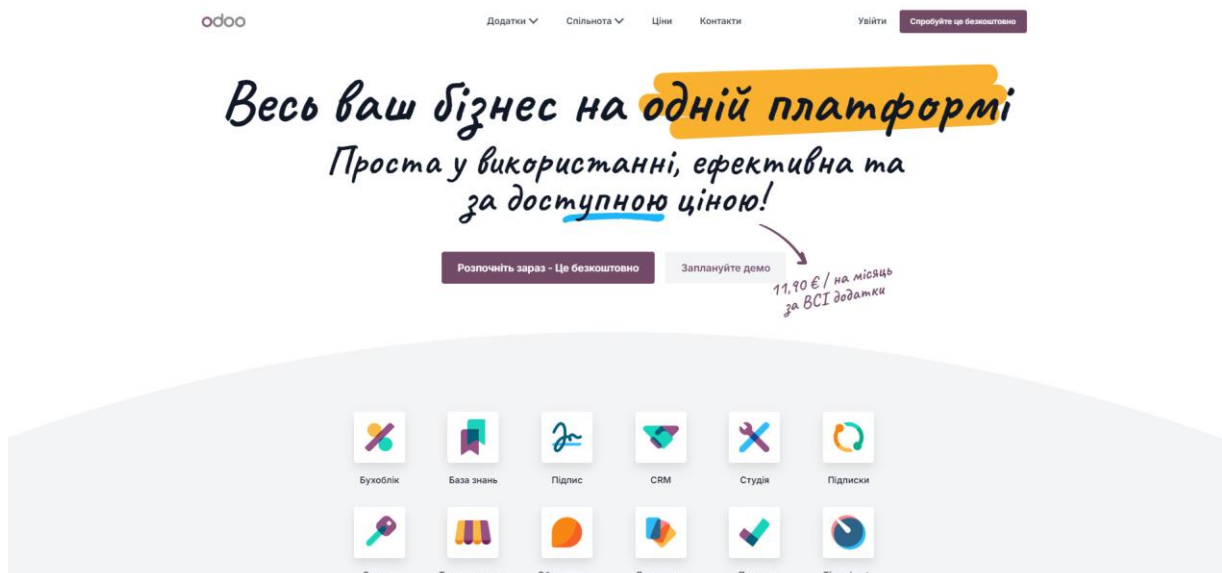 odoo
Додатки Спільнота Ціни Контакти Увійти Спробуйте це безкоштовно
Весь ваш бізнес на одній платформі
Проста у використанні, ефективна та
за доступною ціною!
Розпочніть зараз - Це безкоштовно Заплануйте демо
11,90 € / на місяць
за ВСІ додатки
Бухоблік База знань Підпис CRM Студія Підписки